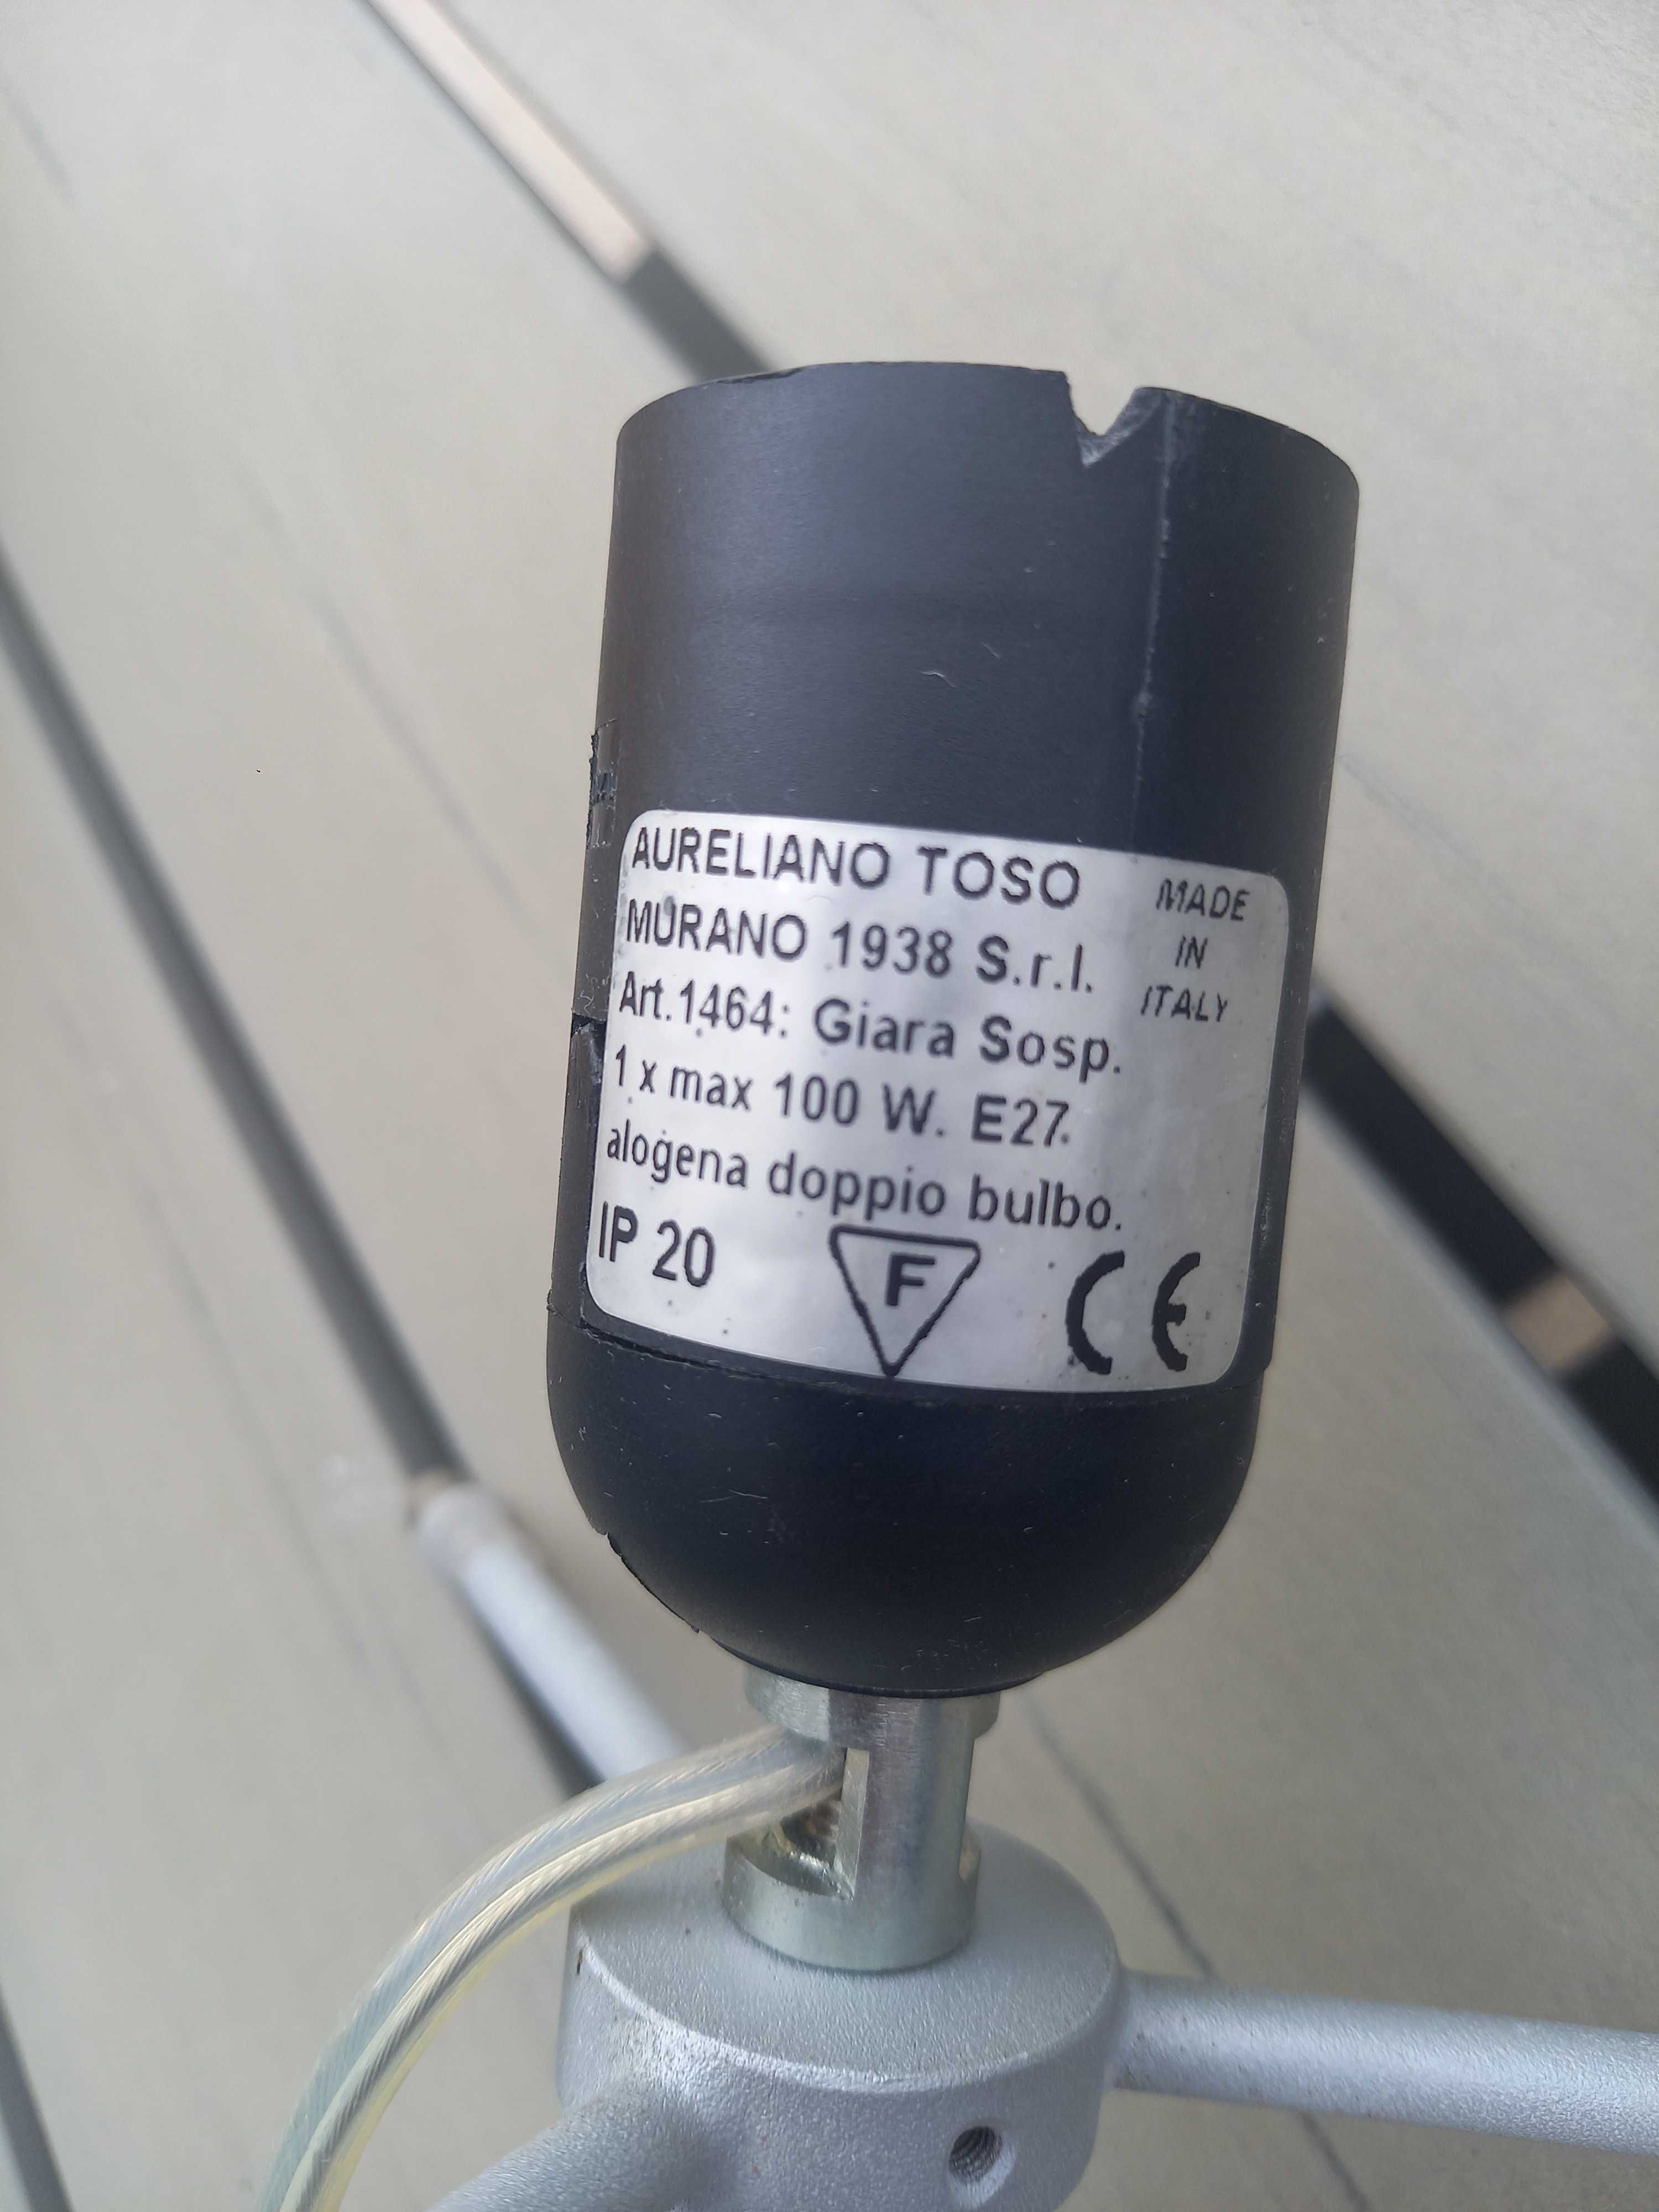 AURELIANO TOSO
MURANO 1938 S.r.l.
Art.1464: Giara Sosp.
1 x max 100 W. E27.
alogena doppio bulbo.
IP 20
F
CE
MADE
IN
ITALY